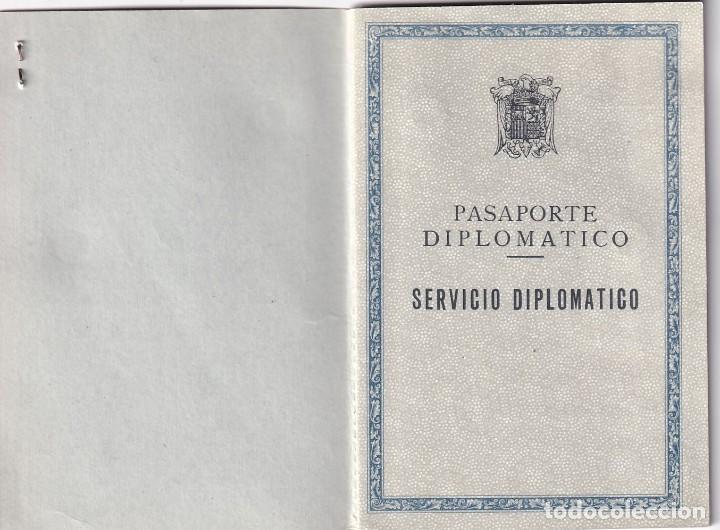 PASAPORTE
DIPLOMATICO
SERVICIO DIPLOMATICO
todocoleccion